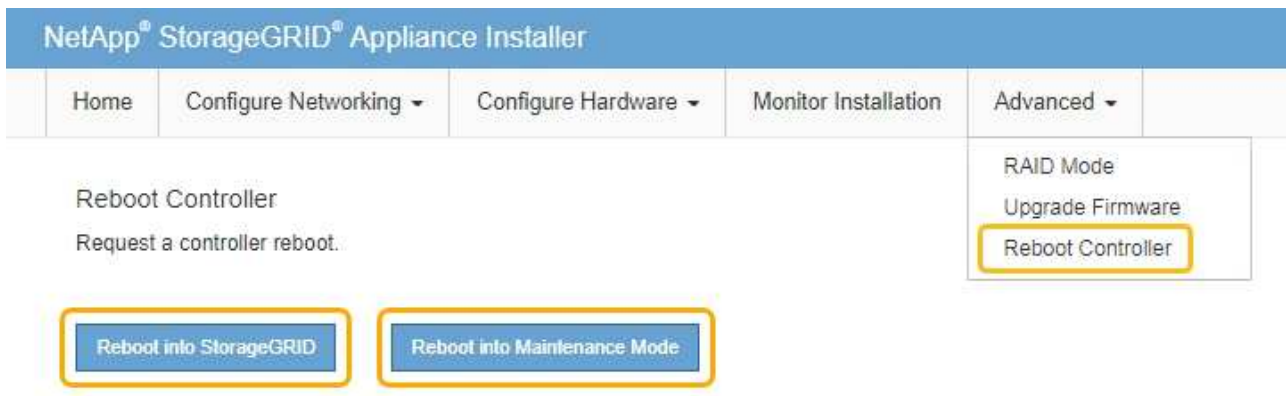 NetApp® StorageGRID® Appliance Installer
Home Configure Networking Configure Hardware Monitor Installation Advanced
RAID Mode
Upgrade Firmware
Reboot Controller
Reboot Controller
Request a controller reboot.
Reboot into StorageGRID Reboot into Maintenance Mode